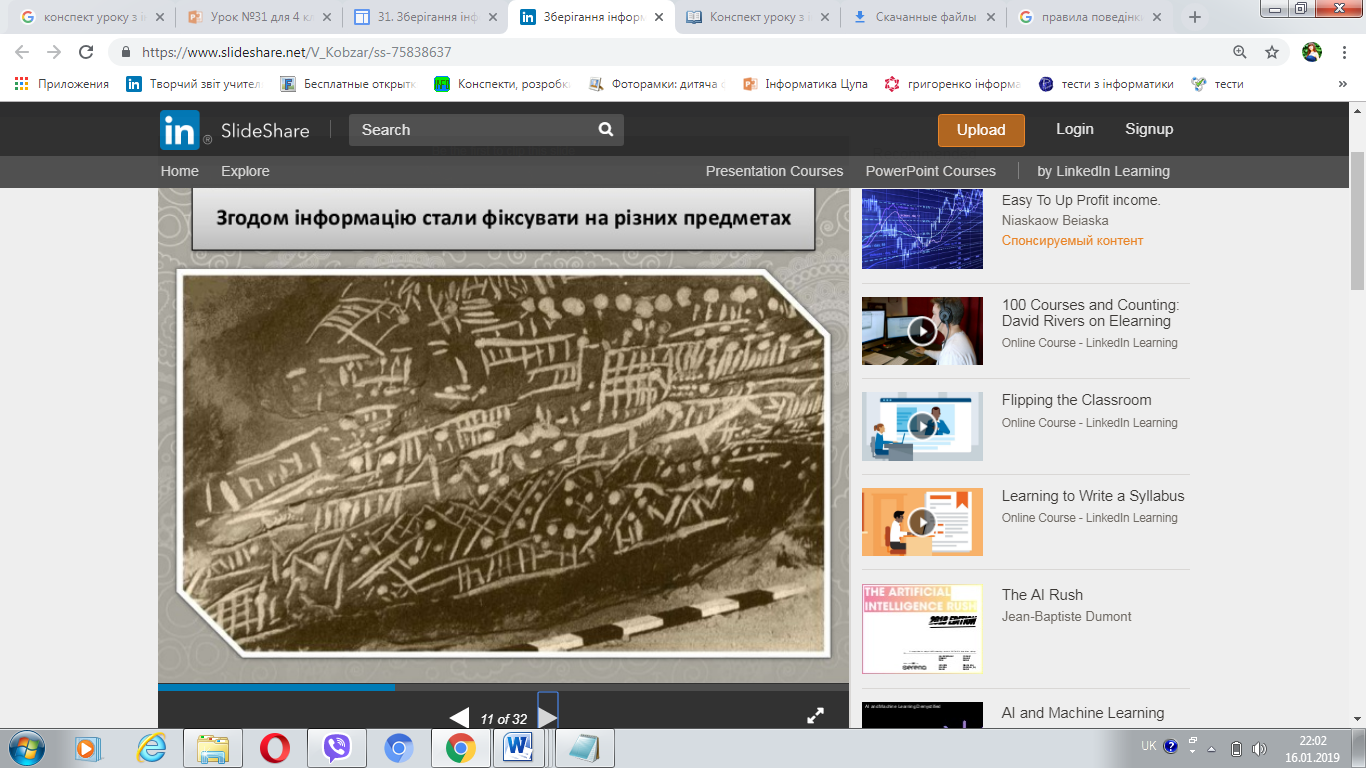 конспект уроку з і
Урок №31 для 4 кл
31. Зберігання інф
Зберігання інформ
Конспект уроку з і
Скачанные файлы
правила поведінк
https://www.slideshare.net/V_Kobzar/ss-75838637
Приложения
Творчий звіт учител
Бесплатные открытк
Конспекти, розробк
Фоторамки: дитяча с
Інформатика Цупа
григоренко інформа
тести з інформатики
тести
in SlideShare
Search
Upload
Login
Signup
Home
Explore
Presentation Courses
PowerPoint Courses
by LinkedIn Learning
Згодом інформацію стали фіксувати на різних предметах
11 of 32
Easy To Up Profit income.
Niaskaow Beiaska
Спонсируемый контент
100 Courses and Counting:
David Rivers on Elearning
Online Course - LinkedIn Learning
Flipping the Classroom
Online Course - LinkedIn Learning
Learning to Write a Syllabus
Online Course - LinkedIn Learning
THE ARTIFICIAL
INTELLIGENCE RUSH
2019 EDITION
The AI Rush
Jean-Baptiste Dumont
AI and Machine Learning
UK
22:02
16.01.2019